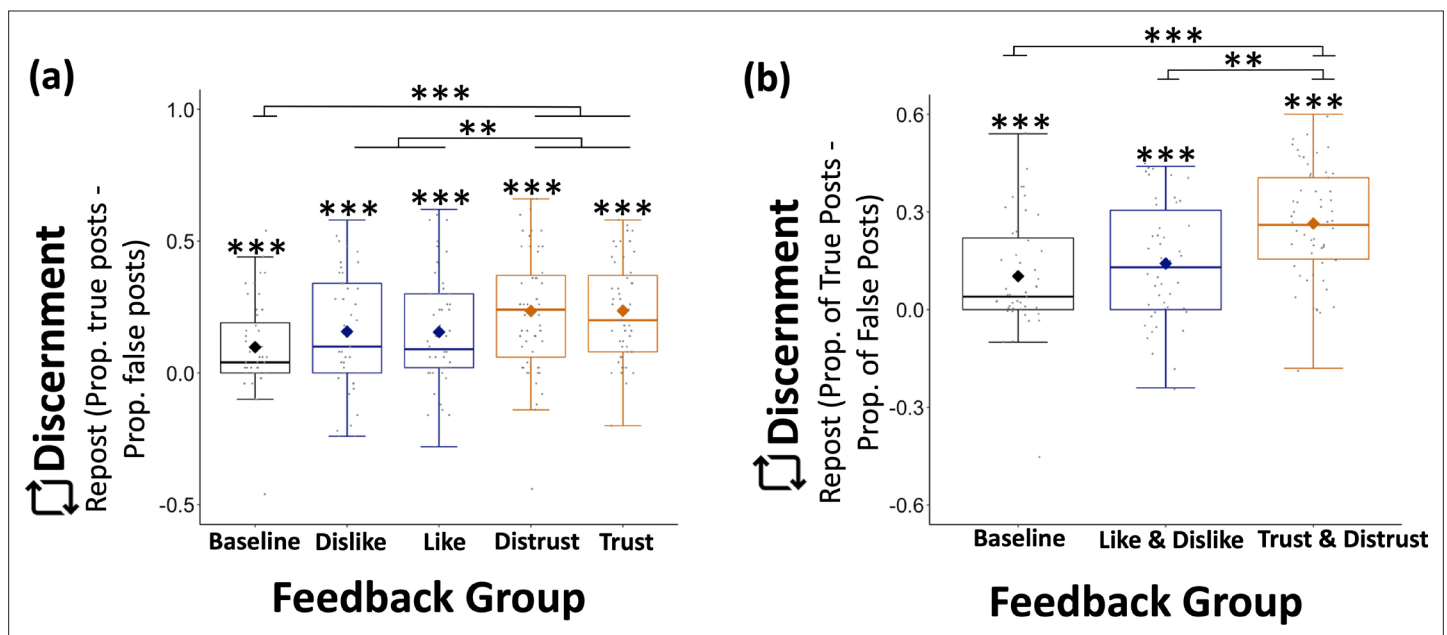 (a)
***
**
***
***
***
***
***
1.0
0.5
0.0
-0.5
Discernment
Repost (Prop. true posts -
Prop. false posts)
Baseline
Dislike
Like
Distrust
Trust
Feedback Group
(b)
***
**
***
***
***
0.6
0.3
0.0
-0.3
-0.6
Discernment
Repost (Prop. of True Posts -
Prop. of False Posts)
Baseline
Like & Dislike
Trust & Distrust
Feedback Group